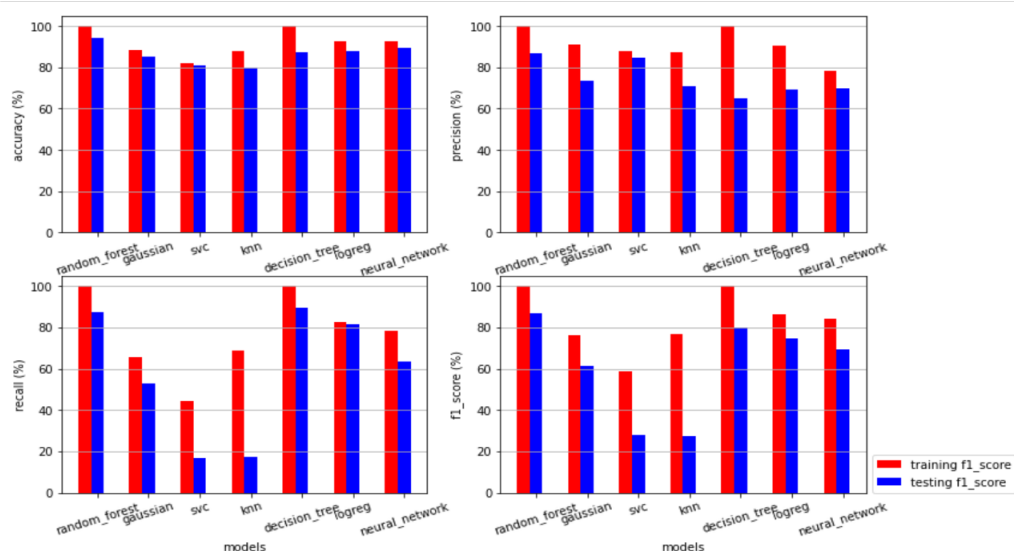 accuracy (%)
100
80
60
40
20
0
random_forest
gaussian
svc
knn
decision_tree
logreg
neural_network
precision (%)
100
80
60
40
20
0
random_forest
gaussian
svc
knn
decision_tree
logreg
neural_network
recall (%)
100
80
60
40
20
0
random_forest
gaussian
svc
knn
decision_tree
logreg
neural_network
models
f1_score (%)
100
80
60
40
20
0
random_forest
gaussian
svc
knn
decision_tree
logreg
neural_network
models
training f1_score
testing f1_score